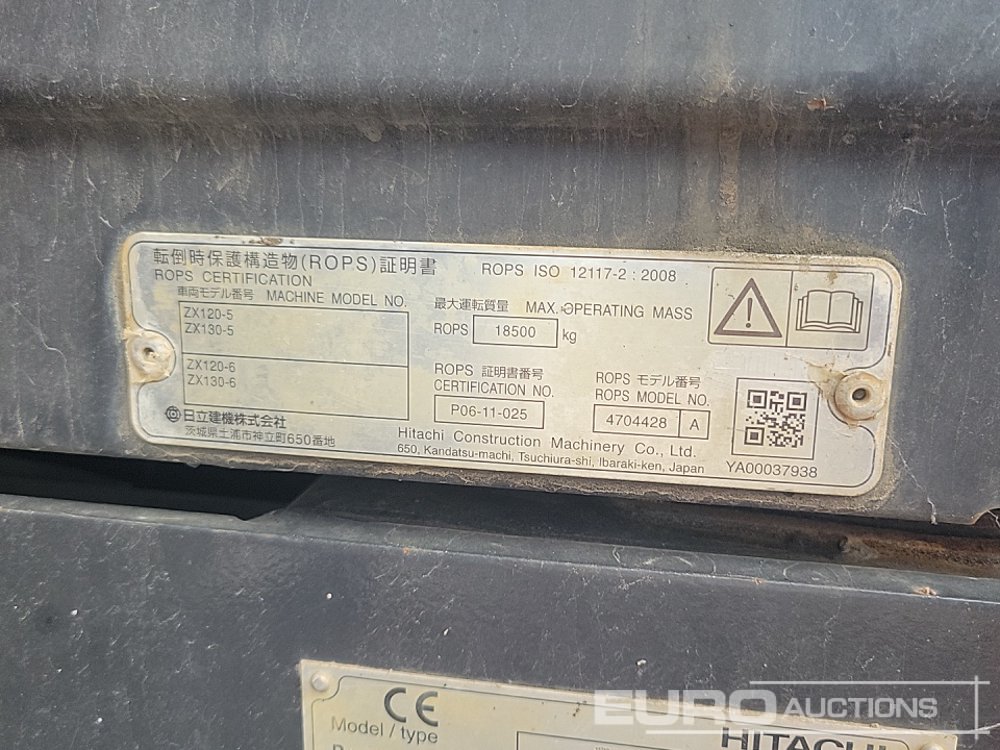 転倒時保護構造物(ROPS)証明書
ROPS CERTIFICATION
ROPS ISO 12117-2 : 2008
車両モデル番号 MACHINE MODEL NO.
ZX120-5
ZX130-5
ZX120-6
ZX130-6
最大運転質量 MAX. OPERATING MASS
ROPS 18500 kg
ROPS 証明書番号
CERTIFICATION NO.
P06-11-025
ROPS モデル番号
ROPS MODEL NO.
4704428 A
日立建機株式会社
茨城県土浦市神立町650番地
Hitachi Construction Machinery Co., Ltd.
650, Kandatsu-machi, Tsuchiura-shi, Ibaraki-ken, Japan
YA00037938
CE
Model / type
HITACHI
EURO AUCTIONS